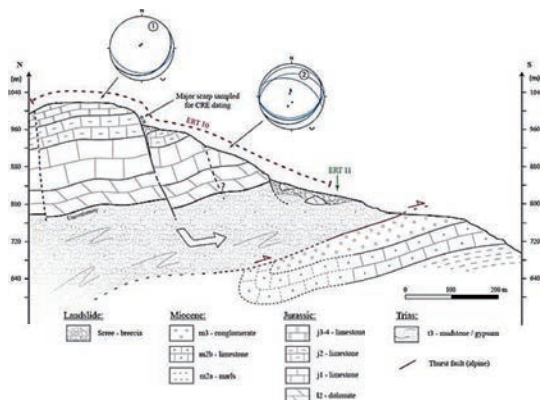 N
①
N
②
N
[m]
S
[m]
Major scarp sampled
for CRE dating
ERT 10
ERT 11
1040
960
880
800
720
640
1040
960
880
800
720
640
0 100 200 m
Landslide:
Scree - breccia
Miocene:
m3 - conglomerate
m2b - limestone
m2a - marls
Jurassic:
j3-4 - limestone
j2 - limestone
j1 - limestone
l2 - dolomite
Trias:
t3 - mudstone / gypsum
Thrust fault (alpine)